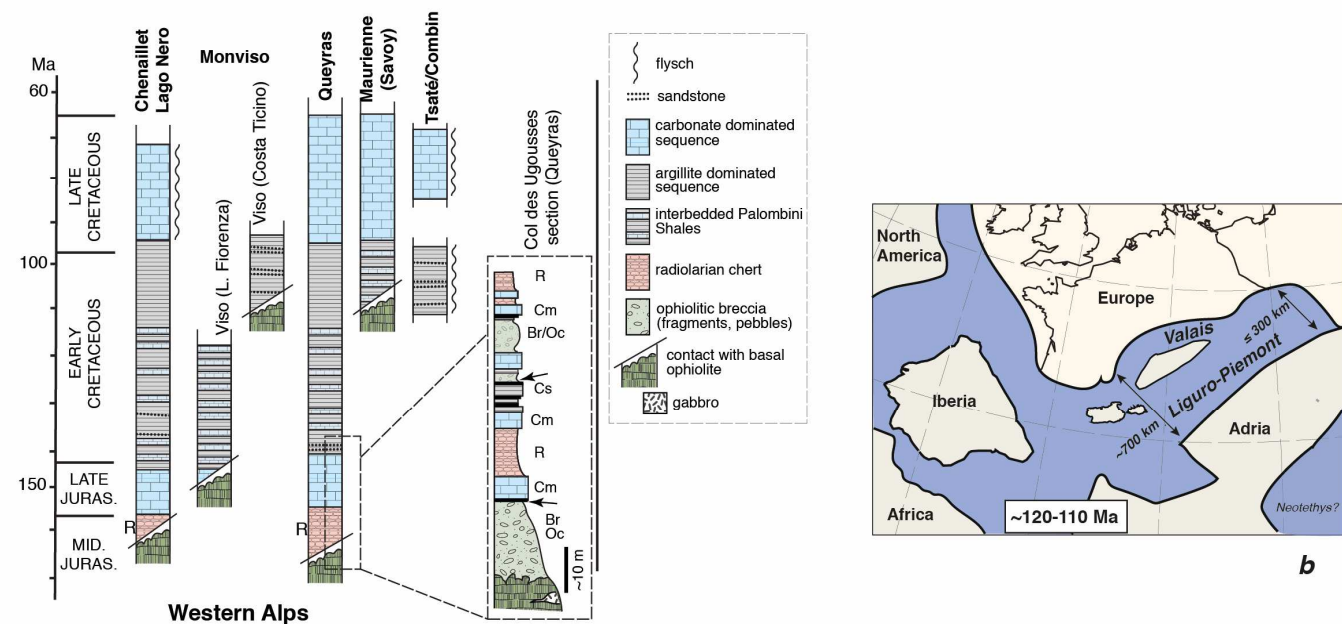 Ma
60
100
150
LATE
CRETACEOUS
EARLY
CRETACEOUS
LATE
JURAS.
MID.
JURAS.
Chenaillet
Lago Nero
Monviso
Viso (L. Fiorenza)
Viso (Costa Ticino)
Queyras
Maurienne
(Savoy)
Tsaté/Combin
R
R
Western Alps
Col des Ugousses
section (Queyras)
R
Cm
Br/Oc
Cs
Cm
R
Cm
Br
Oc
~10 m
flysch
sandstone
carbonate dominated
sequence
argillite dominated
sequence
interbedded Palombini
Shales
radiolarian chert
ophiolitic breccia
(fragments, pebbles)
contact with basal
ophiolite
gabbro
North
America
Europe
Valais
≤ 300 km
Liguro-Piemont
~700 km
Iberia
Adria
Africa
~120-110 Ma
Neotethys?
b